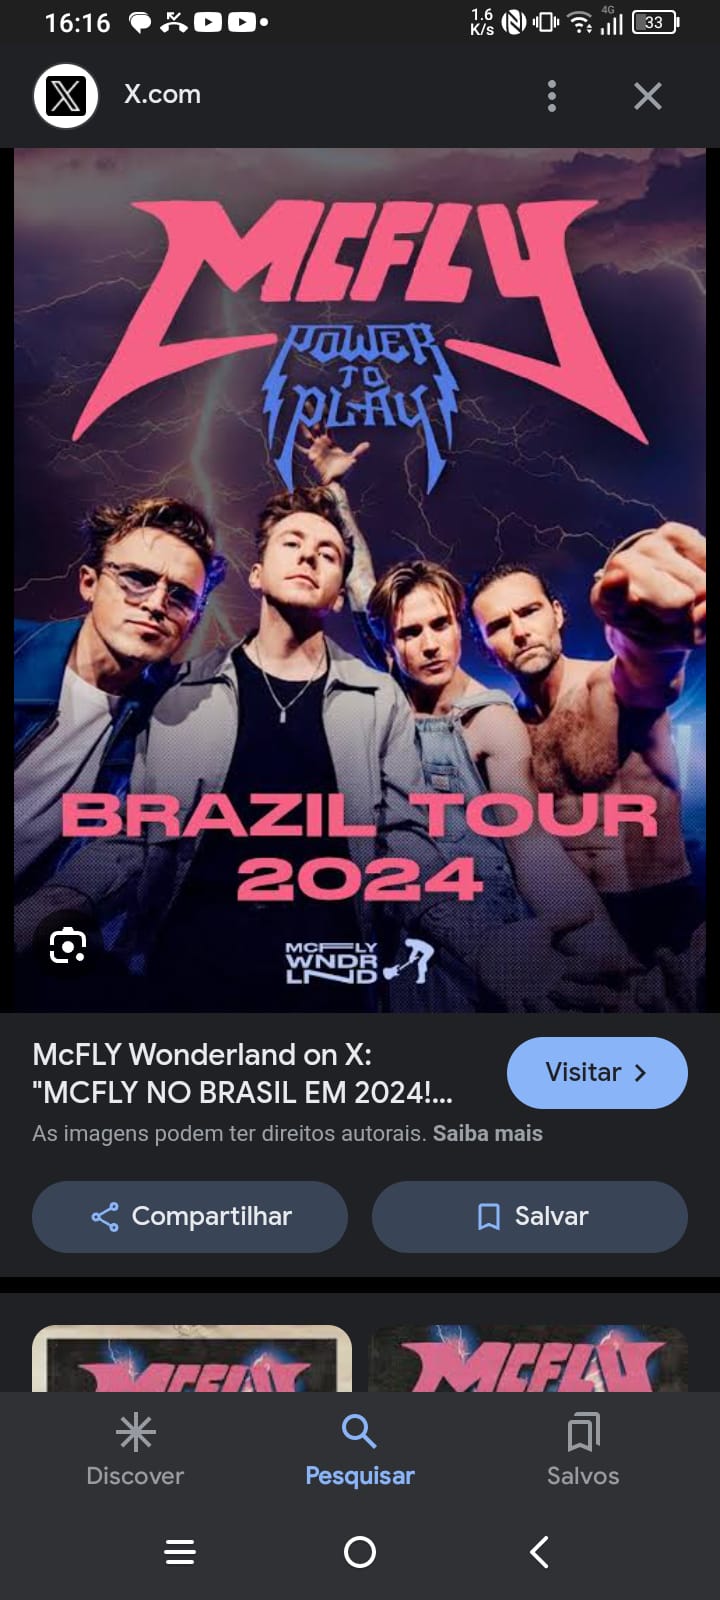 16:16
1.6
K/s
4G
33
X.com
MCFLY
POWER
TO
PLAY
BRAZIL TOUR
2024
MCFLY
WNDR
LND
McFLY Wonderland on X:
"MCFLY NO BRASIL EM 2024!...
Visitar
As imagens podem ter direitos autorais. Saiba mais
Compartilhar
Salvar
MCFLY
MCFLY
Discover
Pesquisar
Salvos